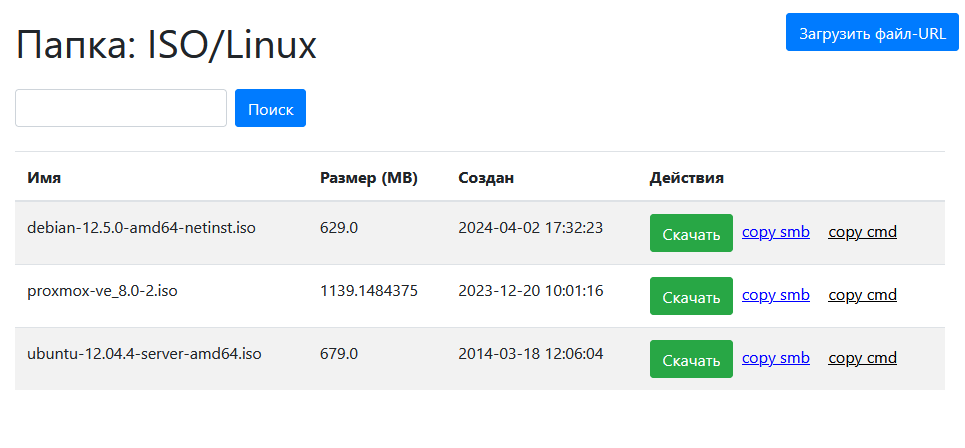 Папка: ISO/Linux
Загрузить файл-URL
Поиск
Имя Размер (MB) Создан Действия
debian-12.5.0-amd64-netinst.iso 629.0 2024-04-02 17:32:23 Скачать copy smb copy cmd
proxmox-ve_8.0-2.iso 1139.1484375 2023-12-20 10:01:16 Скачать copy smb copy cmd
ubuntu-12.04.4-server-amd64.iso 679.0 2014-03-18 12:06:04 Скачать copy smb copy cmd